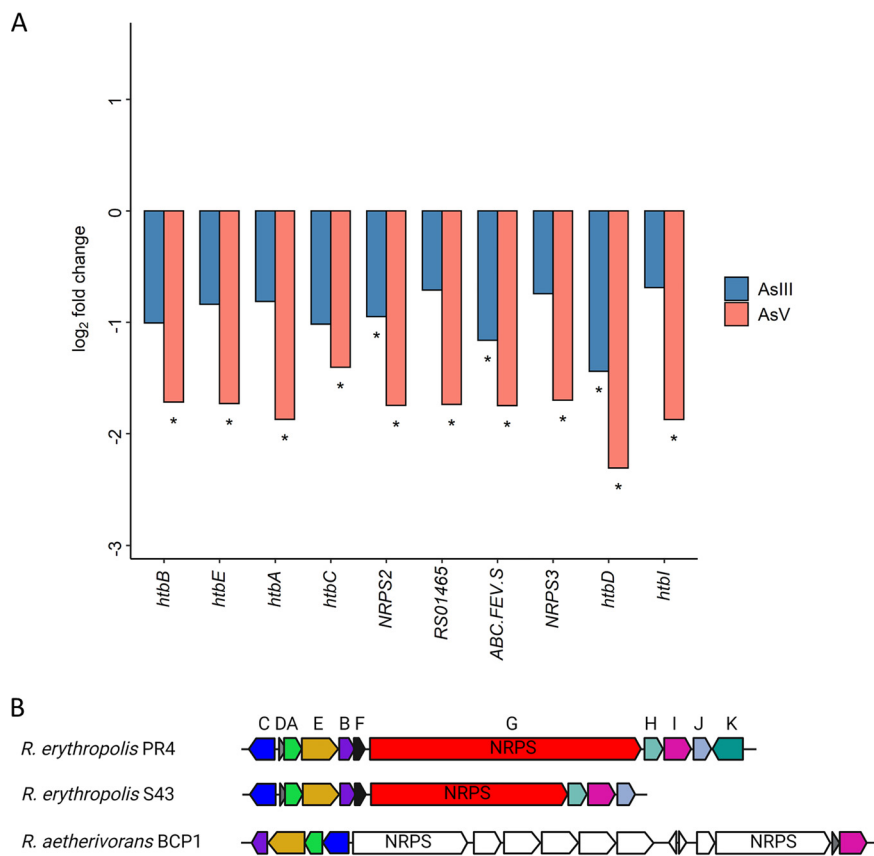 A
1
0
-1
-2
-3
log2 fold change
*
*
*
*
*
*
*
*
*
*
*
*
*
AsIII
AsV
htbB
htbE
htbA
htbC
NRPS2
RS01465
ABC.FEV.S
NRPS3
htbD
htbI
B
C D A E B F G H I J K
R. erythropolis PR4 NRPS
R. erythropolis S43 NRPS
R. aetherivorans BCP1 NRPS NRPS